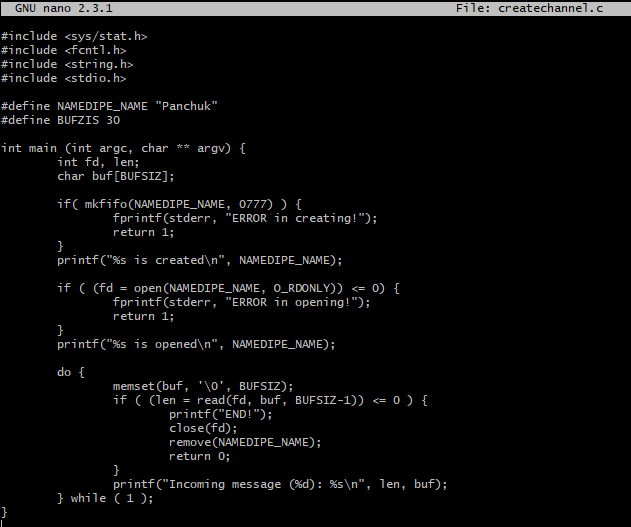 GNU nano 2.3.1 File: createchannel.c
#include <sys/stat.h>
#include <fcntl.h>
#include <string.h>
#include <stdio.h>
#define NAMEDIPE_NAME "Panchuk"
#define BUFZIS 30
int main (int argc, char ** argv) {
int fd, len;
char buf[BUFSIZ];
if( mkfifo(NAMEDIPE_NAME, 0777) ) {
fprintf(stderr, "ERROR in creating!");
return 1;
}
printf("%s is created\n", NAMEDIPE_NAME);
if ( (fd = open(NAMEDIPE_NAME, O_RDONLY)) <= 0) {
fprintf(stderr, "ERROR in opening!");
return 1;
}
printf("%s is opened\n", NAMEDIPE_NAME);
do {
memset(buf, '\0', BUFSIZ);
if ( (len = read(fd, buf, BUFSIZ-1)) <= 0 ) {
printf("END!");
close(fd);
remove(NAMEDIPE_NAME);
return 0;
}
printf("Incoming message (%d): %s\n", len, buf);
} while ( 1 );
}